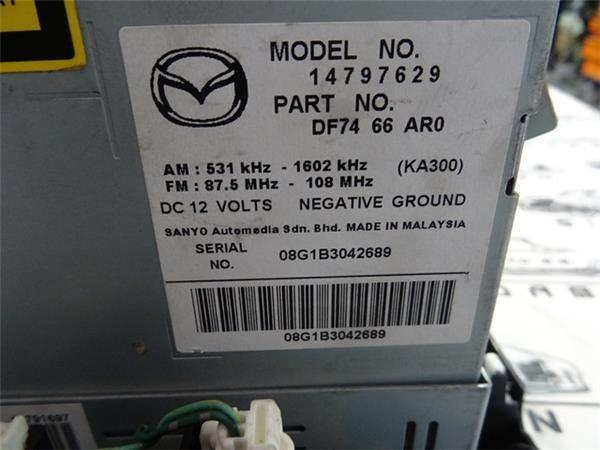 MODEL NO.
14797629
PART NO.
DF74 66 AR0
AM : 531 kHz - 1602 kHz (KA300)
FM : 87.5 MHz - 108 MHz
DC 12 VOLTS NEGATIVE GROUND
SANYO Automedia Sdn. Bhd. MADE IN MALAYSIA
SERIAL NO. 08G1B3042689
08G1B3042689
791697